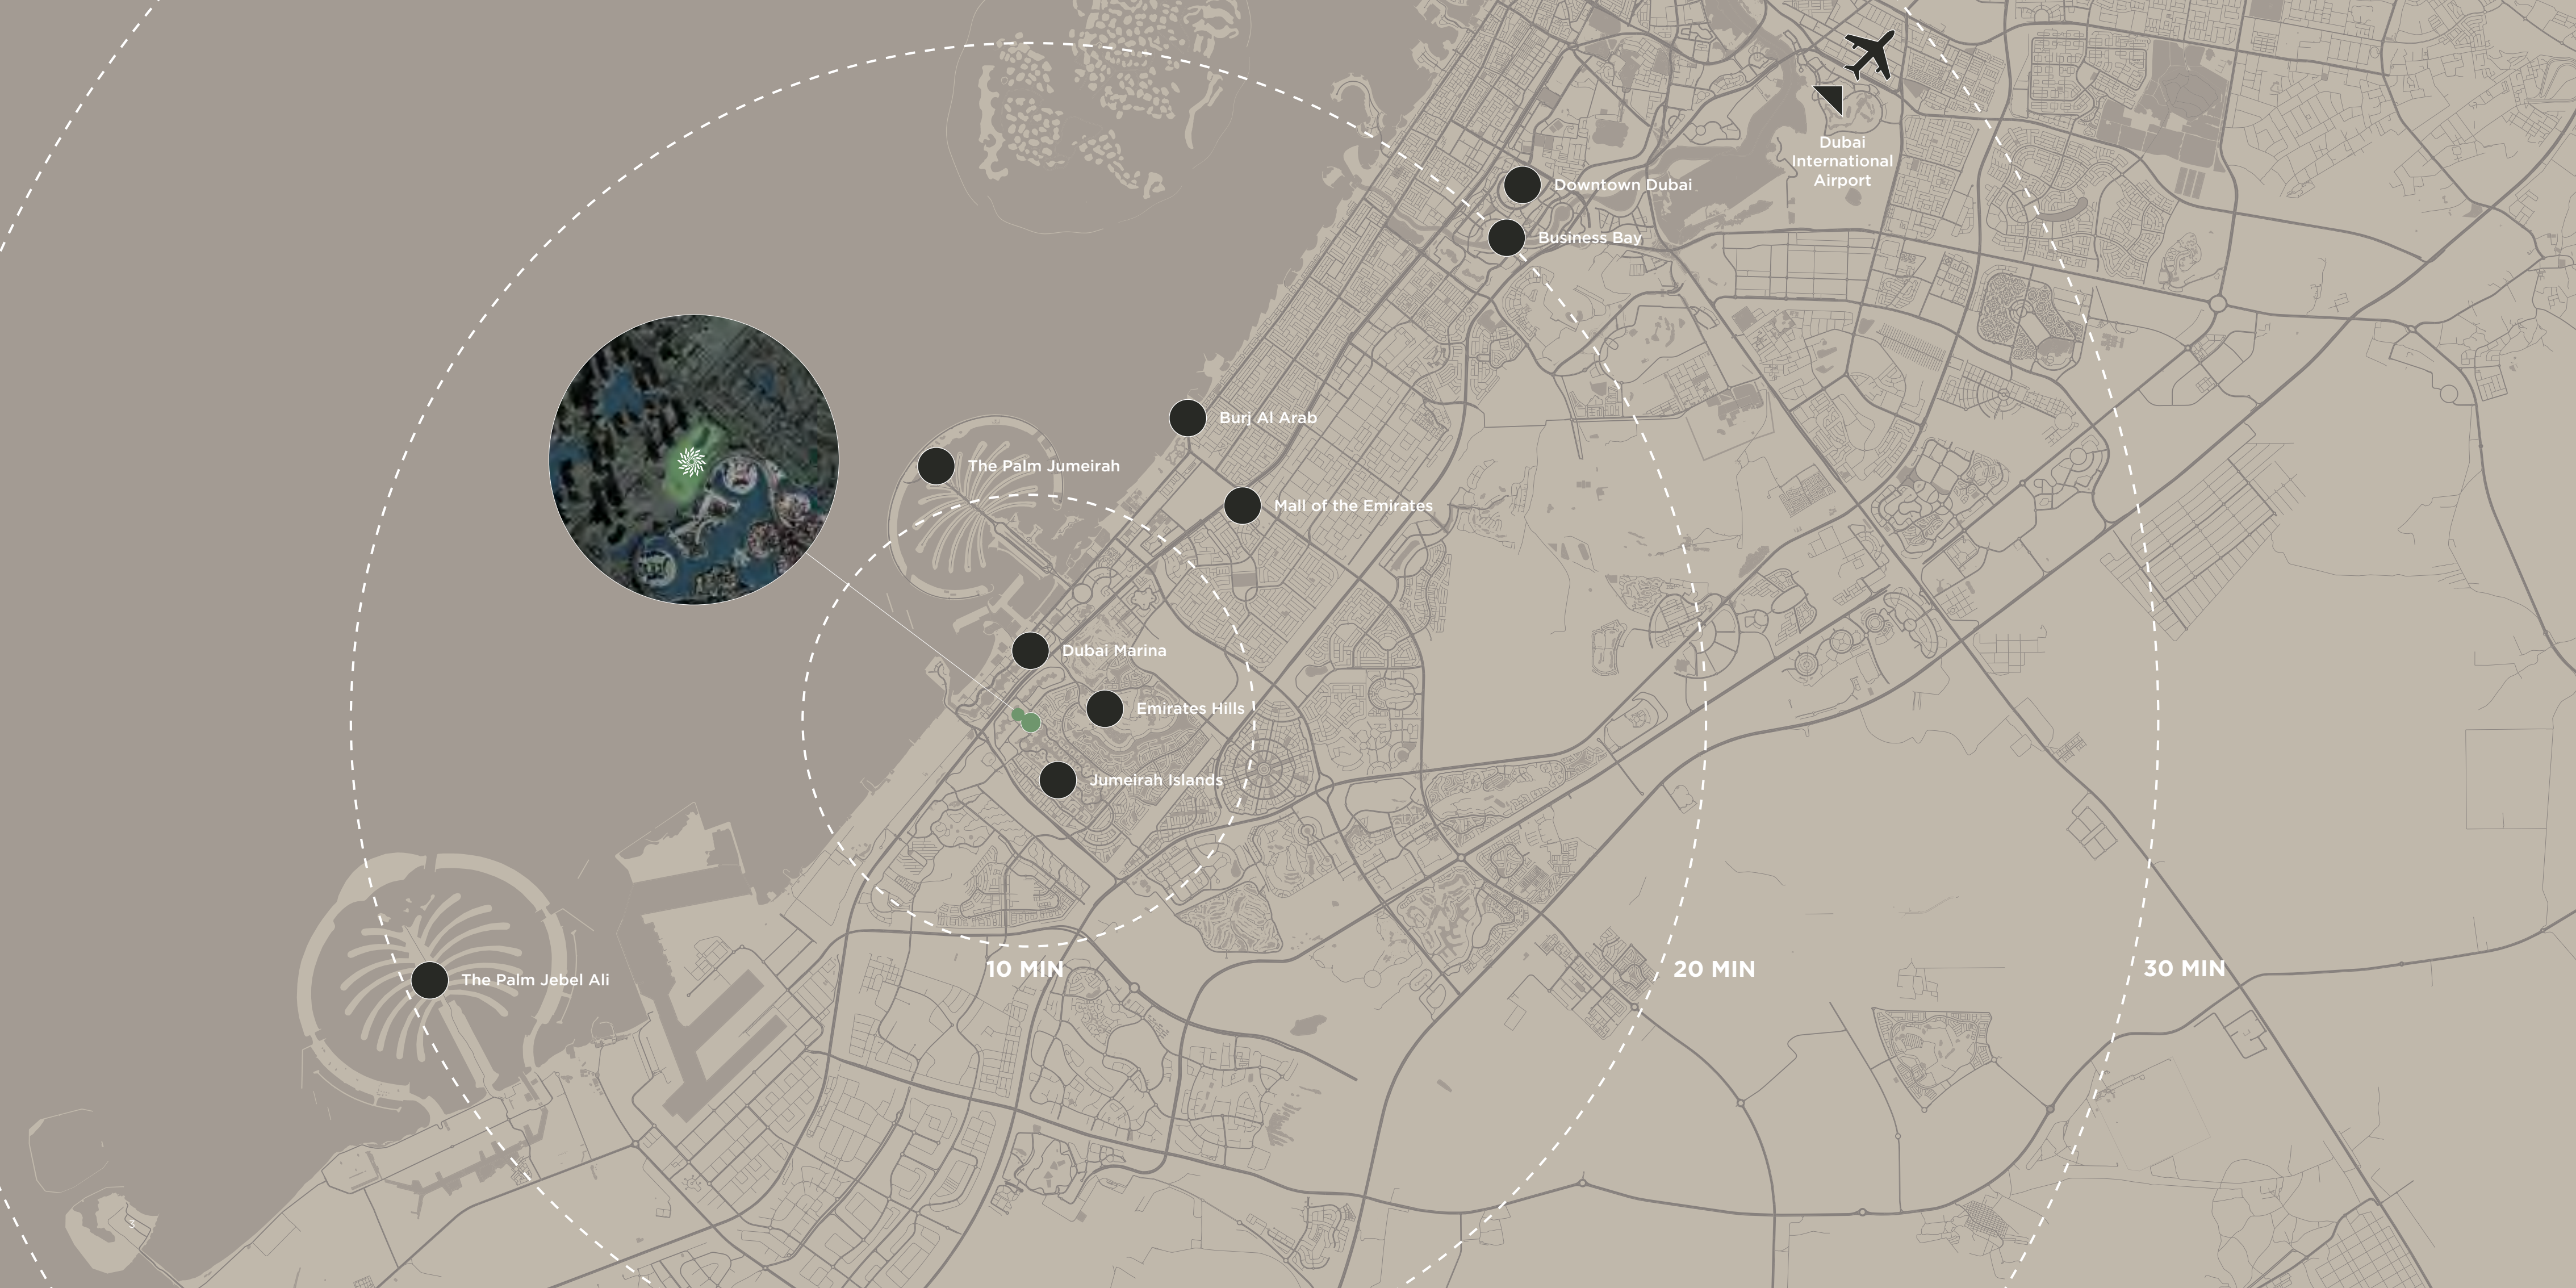 Dubai
International
Airport
Downtown Dubai
Business Bay
Burj Al Arab
The Palm Jumeirah
Mall of the Emirates
Dubai Marina
Emirates Hills
Jumeirah Islands
10 MIN
20 MIN
30 MIN
The Palm Jebel Ali
3